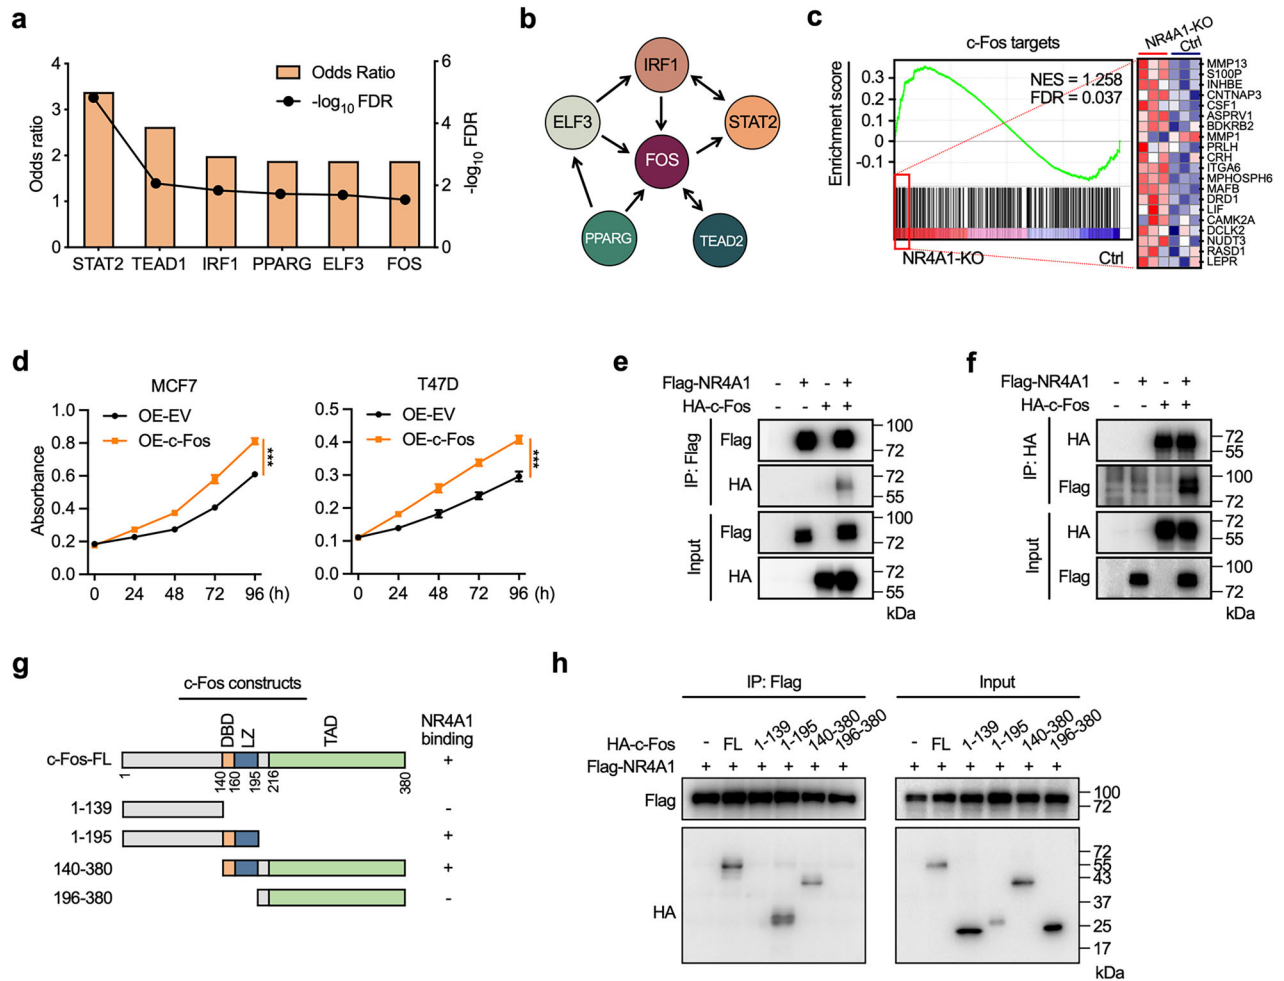 a
Odds ratio
4
3
2
1
0
Odds Ratio
-log10 FDR
6
4
2
0
-log10 FDR
STAT2 TEAD1 IRF1 PPARG ELF3 FOS
b
IRF1
ELF3
STAT2
FOS
PPARG
TEAD2
c
c-Fos targets
Enrichment score
0.3
0.2
0.1
0
-0.1
NES = 1.258
FDR = 0.037
NR4A1-KO
Ctrl
NR4A1-KO
Ctrl
MMP13
S100P
INHBE
CNTNAP3
CSF1
ASPRV1
BDKRB2
MMP1
PRLH
CRH
ITGA6
MPHOSPH6
MAFB
DRD1
LIF
CAMK2A
DCLK2
NUDT3
RASD1
LEPR
d
MCF7
Absorbance
1.0
0.8
0.6
0.4
0.2
0.0
OE-EV
OE-c-Fos
***
0 24 48 72 96 (h)
T47D
0.5
0.4
0.3
0.2
0.1
0.0
OE-EV
OE-c-Fos
***
0 24 48 72 96 (h)
e
Flag-NR4A1 - + - +
HA-c-Fos - - + +
IP: Flag
Flag
100
72
HA
72
55
Input
Flag
100
72
HA
72
55
kDa
f
Flag-NR4A1 - + - +
HA-c-Fos - - + +
IP: HA
HA
72
55
Flag
100
72
Input
HA
72
55
Flag
100
72
kDa
g
c-Fos constructs
DBD
LZ
TAD
NR4A1
binding
c-Fos-FL +
1 140 160 195 216 380
1-139 -
1-195 +
140-380 +
196-380 -
h
IP: Flag
Input
HA-c-Fos - FL 1-139 1-195 140-380 196-380 - FL 1-139 1-195 140-380 196-380
Flag-NR4A1 + + + + + + + + + + + +
Flag
100
72
HA
72
55
43
37
25
17
kDa